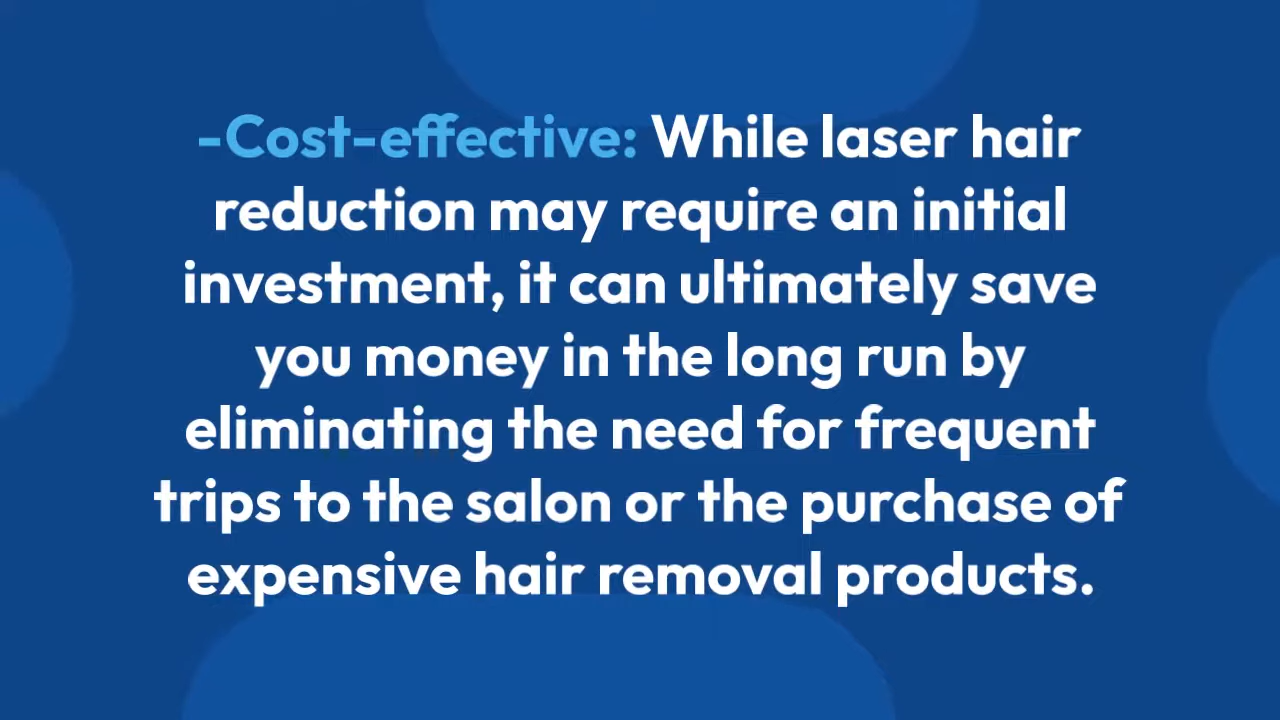 -Cost-effective: While laser hair
reduction may require an initial
investment, it can ultimately save
you money in the long run by
eliminating the need for frequent
trips to the salon or the purchase of
expensive hair removal products.